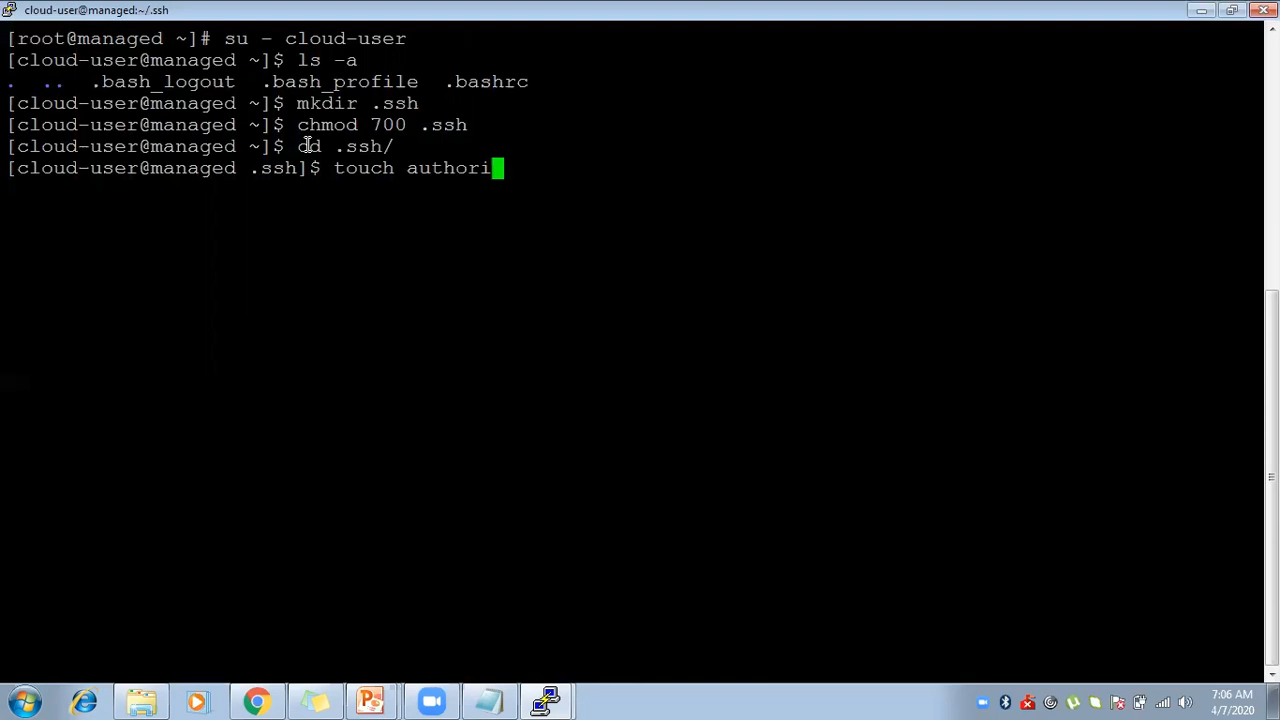 cloud-user@managed:~/.ssh
[root@managed ~]# su - cloud-user
[cloud-user@managed ~]$ ls -a
. .. .bash_logout .bash_profile .bashrc
[cloud-user@managed ~]$ mkdir .ssh
[cloud-user@managed ~]$ chmod 700 .ssh
[cloud-user@managed ~]$ cd .ssh/
[cloud-user@managed .ssh]$ touch authori
7:06 AM
4/7/2020